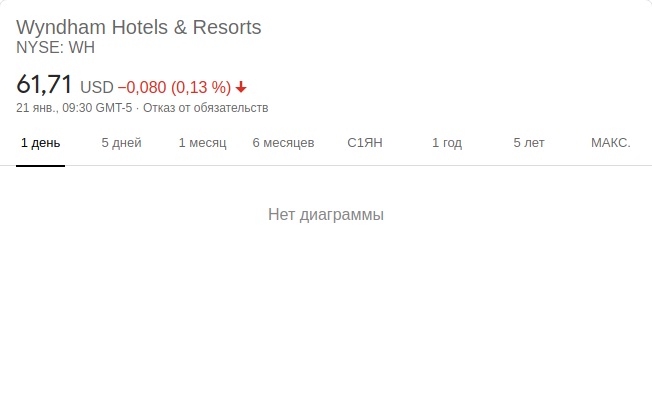 Wyndham Hotels & Resorts
NYSE: WH
61,71 USD −0,080 (0,13 %)
21 янв., 09:30 GMT-5 · Отказ от обязательств
1 день 5 дней 1 месяц 6 месяцев С1ЯН 1 год 5 лет МАКС.
Нет диаграммы